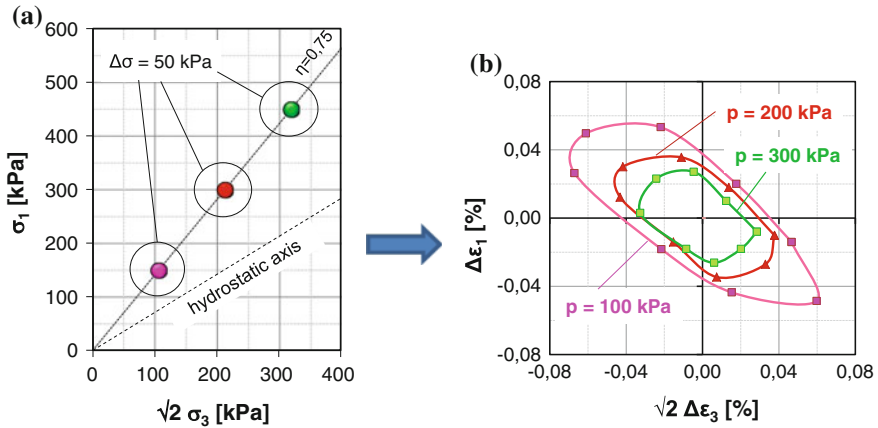 (a)
600
500
400
300
200
100
0
0
100
200
300
400
σ1 [kPa]
√2 σ3 [kPa]
Δσ = 50 kPa
η=0,75
hydrostatic axis
(b)
0,08
0,04
0,00
-0,04
-0,08
-0,08
-0,04
0,00
0,04
0,08
Δε1 [%]
√2 Δε3 [%]
p = 200 kPa
p = 300 kPa
p = 100 kPa